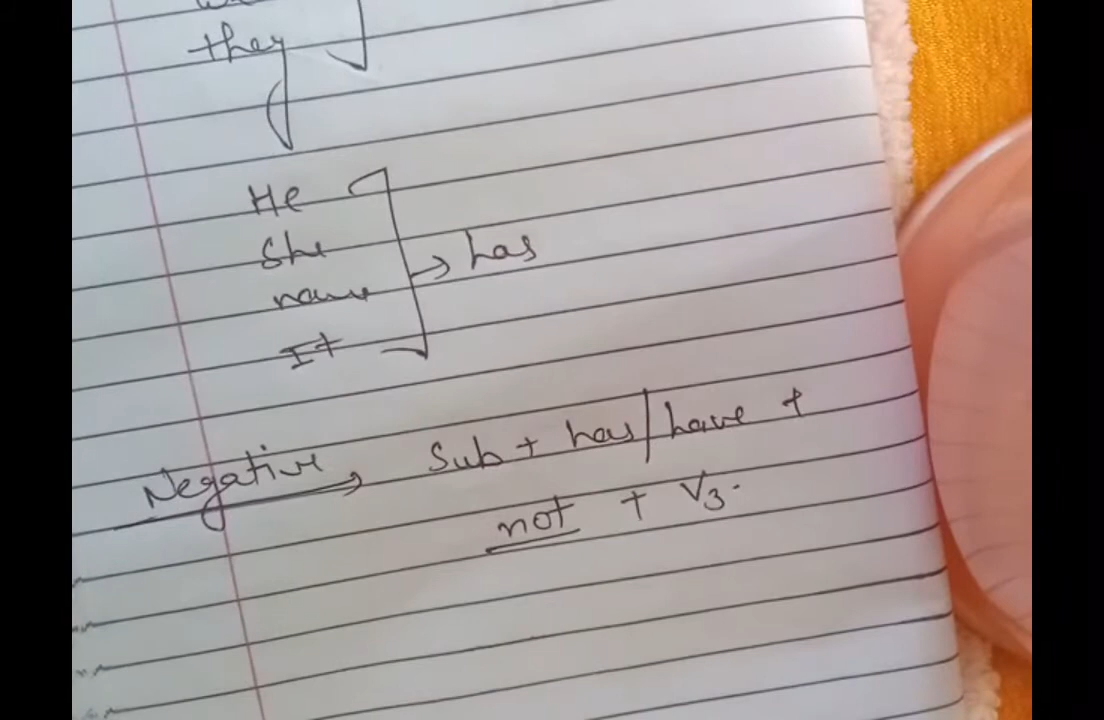 they
He
She
name
It
→ has
Negative → Sub + has/have +
not + V3.